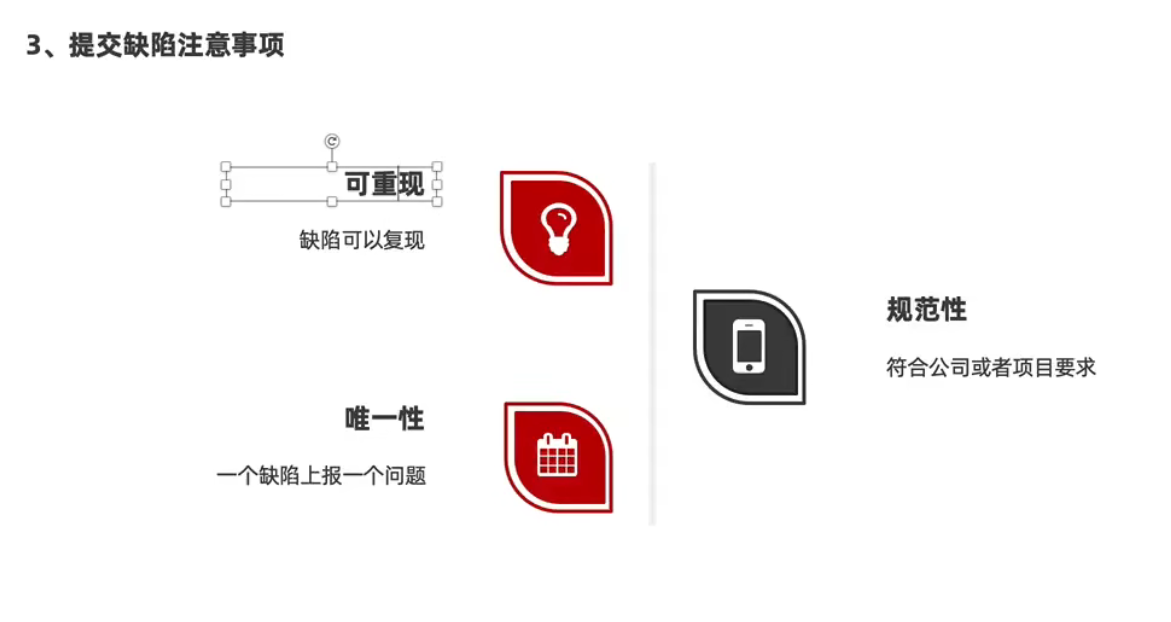 3、提交缺陷注意事项
可重现
缺陷可以复现
规范性
符合公司或者项目要求
唯一性
一个缺陷上报一个问题